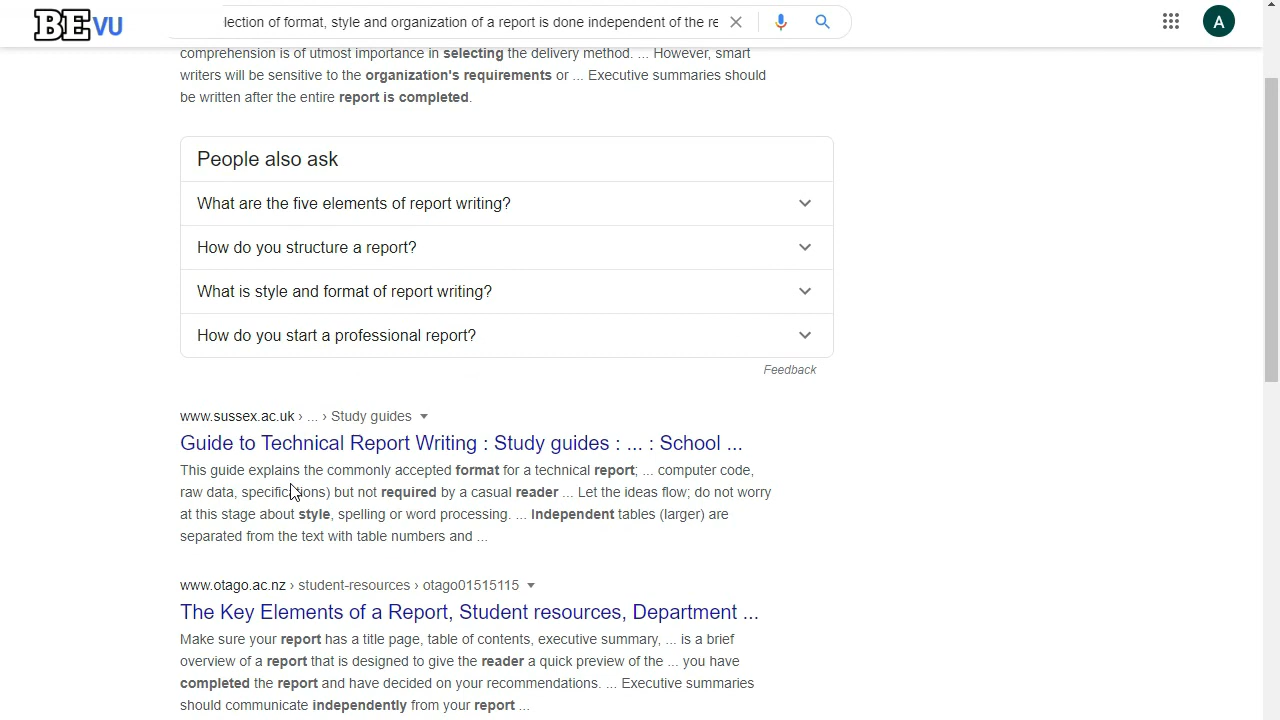 BEVU
lection of format, style and organization of a report is done independent of the re
A
comprehension is of utmost importance in selecting the delivery method. ... However, smart
writers will be sensitive to the organization's requirements or ... Executive summaries should
be written after the entire report is completed.
People also ask
What are the five elements of report writing?
How do you structure a report?
What is style and format of report writing?
How do you start a professional report?
Feedback
www.sussex.ac.uk › ... › Study guides
Guide to Technical Report Writing : Study guides : ... : School ...
This guide explains the commonly accepted format for a technical report; ... computer code,
raw data, specifications) but not required by a casual reader ... Let the ideas flow; do not worry
at this stage about style, spelling or word processing. ... Independent tables (larger) are
separated from the text with table numbers and ...
www.otago.ac.nz › student-resources › otago01515115
The Key Elements of a Report, Student resources, Department ...
Make sure your report has a title page, table of contents, executive summary, ... is a brief
overview of a report that is designed to give the reader a quick preview of the ... you have
completed the report and have decided on your recommendations. ... Executive summaries
should communicate independently from your report ...